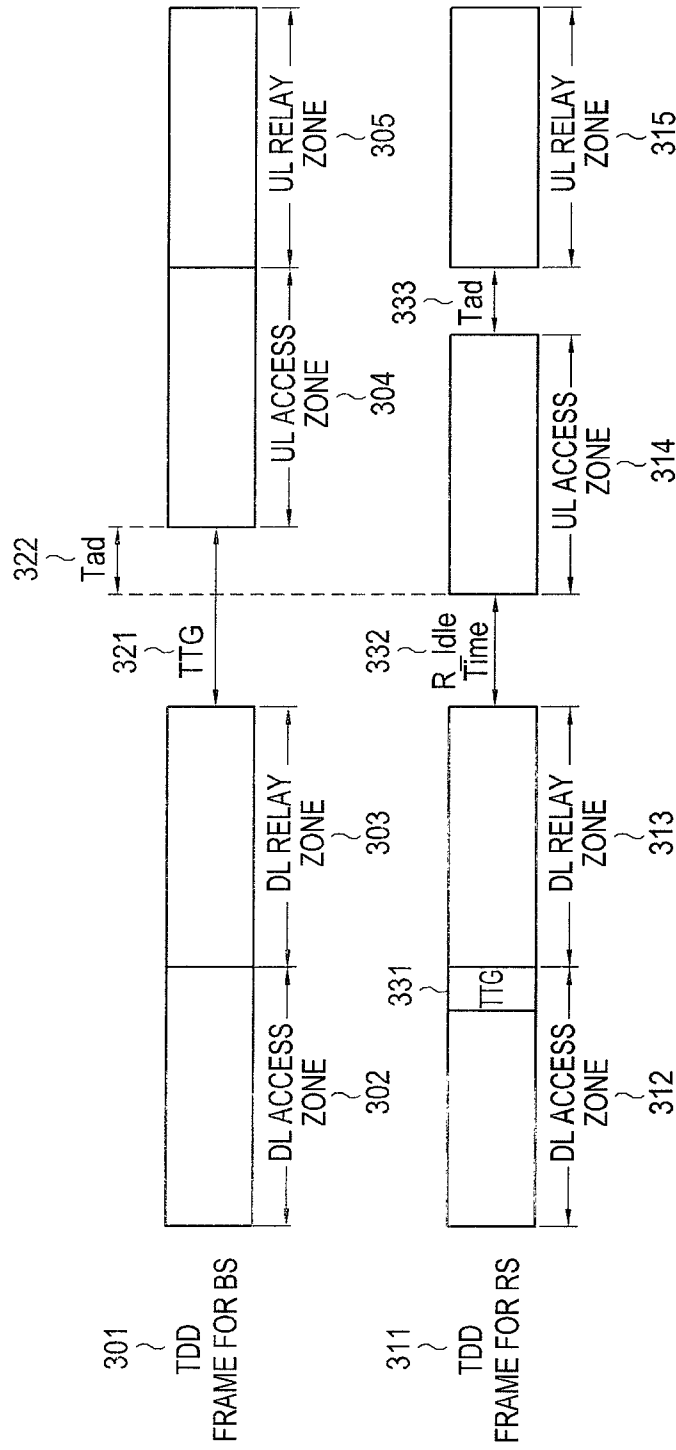 301
TDD
FRAME FOR BS
DL ACCESS
ZONE
302
DL RELAY
ZONE
303
321
TTG
322
Tad
UL ACCESS
ZONE
304
UL RELAY
ZONE
305
311
TDD
FRAME FOR RS
331
TTG
DL ACCESS
ZONE
312
DL RELAY
ZONE
313
332
R_Idle
Time
UL ACCESS
ZONE
314
333
Tad
UL RELAY
ZONE
315